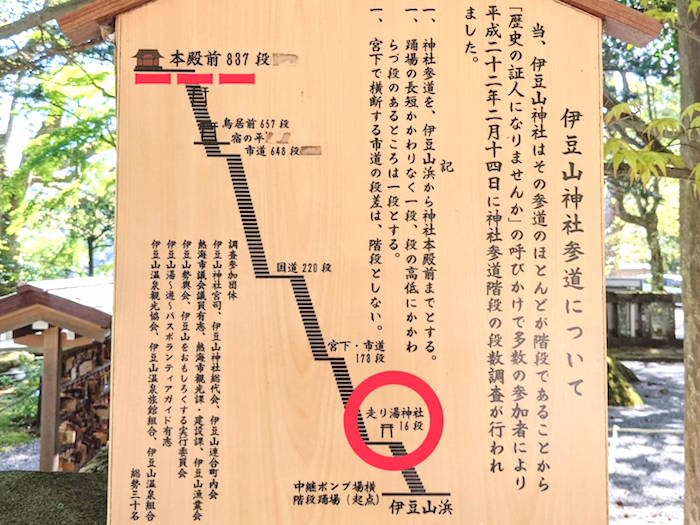 伊豆山神社参道について
当、伊豆山神社はその参道のほとんどが階段であることから
「歴史の証人になりませんか」の呼びかけで多数の参加者により
平成二十二年二月十四日に神社参道階段の段数調査が行われ
ました。
記
一、神社参道を、伊豆山浜から神社本殿前までとする。
一、踊場の長短かかわりなく一段、段の高低にかかわ
らづ段のあるところは一段とする。
一、宮下で横断する市道の段差は、階段としない。
本殿前 837 段
鳥居前 657 段
宿の平
市道 648 段
国道 220 段
宮下・市道
178 段
走り湯神社
16 段
中継ポンプ場横
階段踊場(起点)
伊豆山浜
調査参加団体
伊豆山神社宮司、伊豆山神社総代会、伊豆山連合町内会
熱海市議会議員有志、熱海市観光課・建設課、伊豆山漁業会
伊豆山勢輿会、伊豆山をおもしろくする実行委員会
伊豆山湯〜遊〜バスボランティアガイド有志
伊豆山温泉観光協会、伊豆山温泉旅館組合、伊豆山温泉組合
総勢三十名